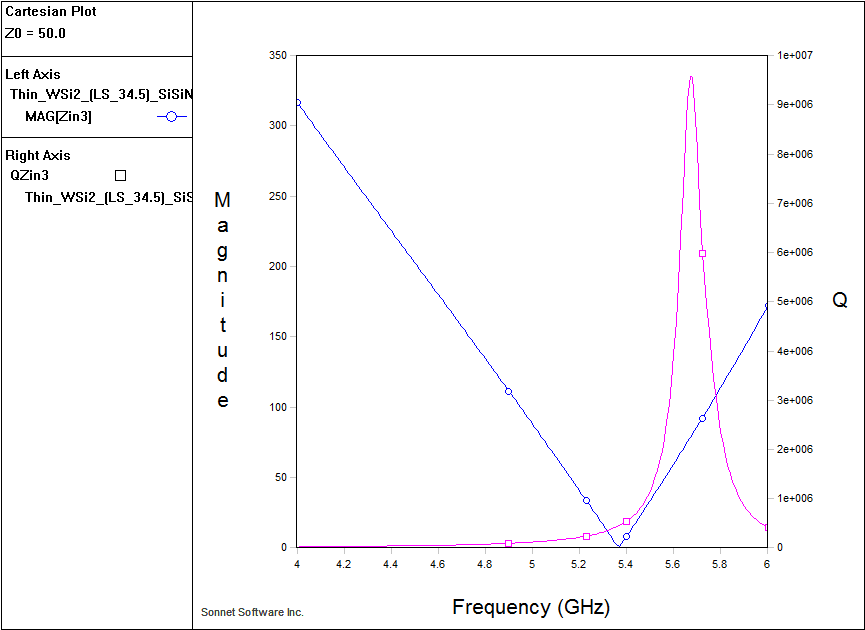 Cartesian Plot
Z0 = 50.0
Left Axis
Thin_WSi2_(LS_34.5)_SiSiN
MAG[Zin3]
Right Axis
QZin3
Thin_WSi2_(LS_34.5)_SiS
Magnitude
350
300
250
200
150
100
50
0
1e+007
9e+006
8e+006
7e+006
6e+006
5e+006
4e+006
3e+006
2e+006
1e+006
0
Q
4 4.2 4.4 4.6 4.8 5 5.2 5.4 5.6 5.8 6
Frequency (GHz)
Sonnet Software Inc.